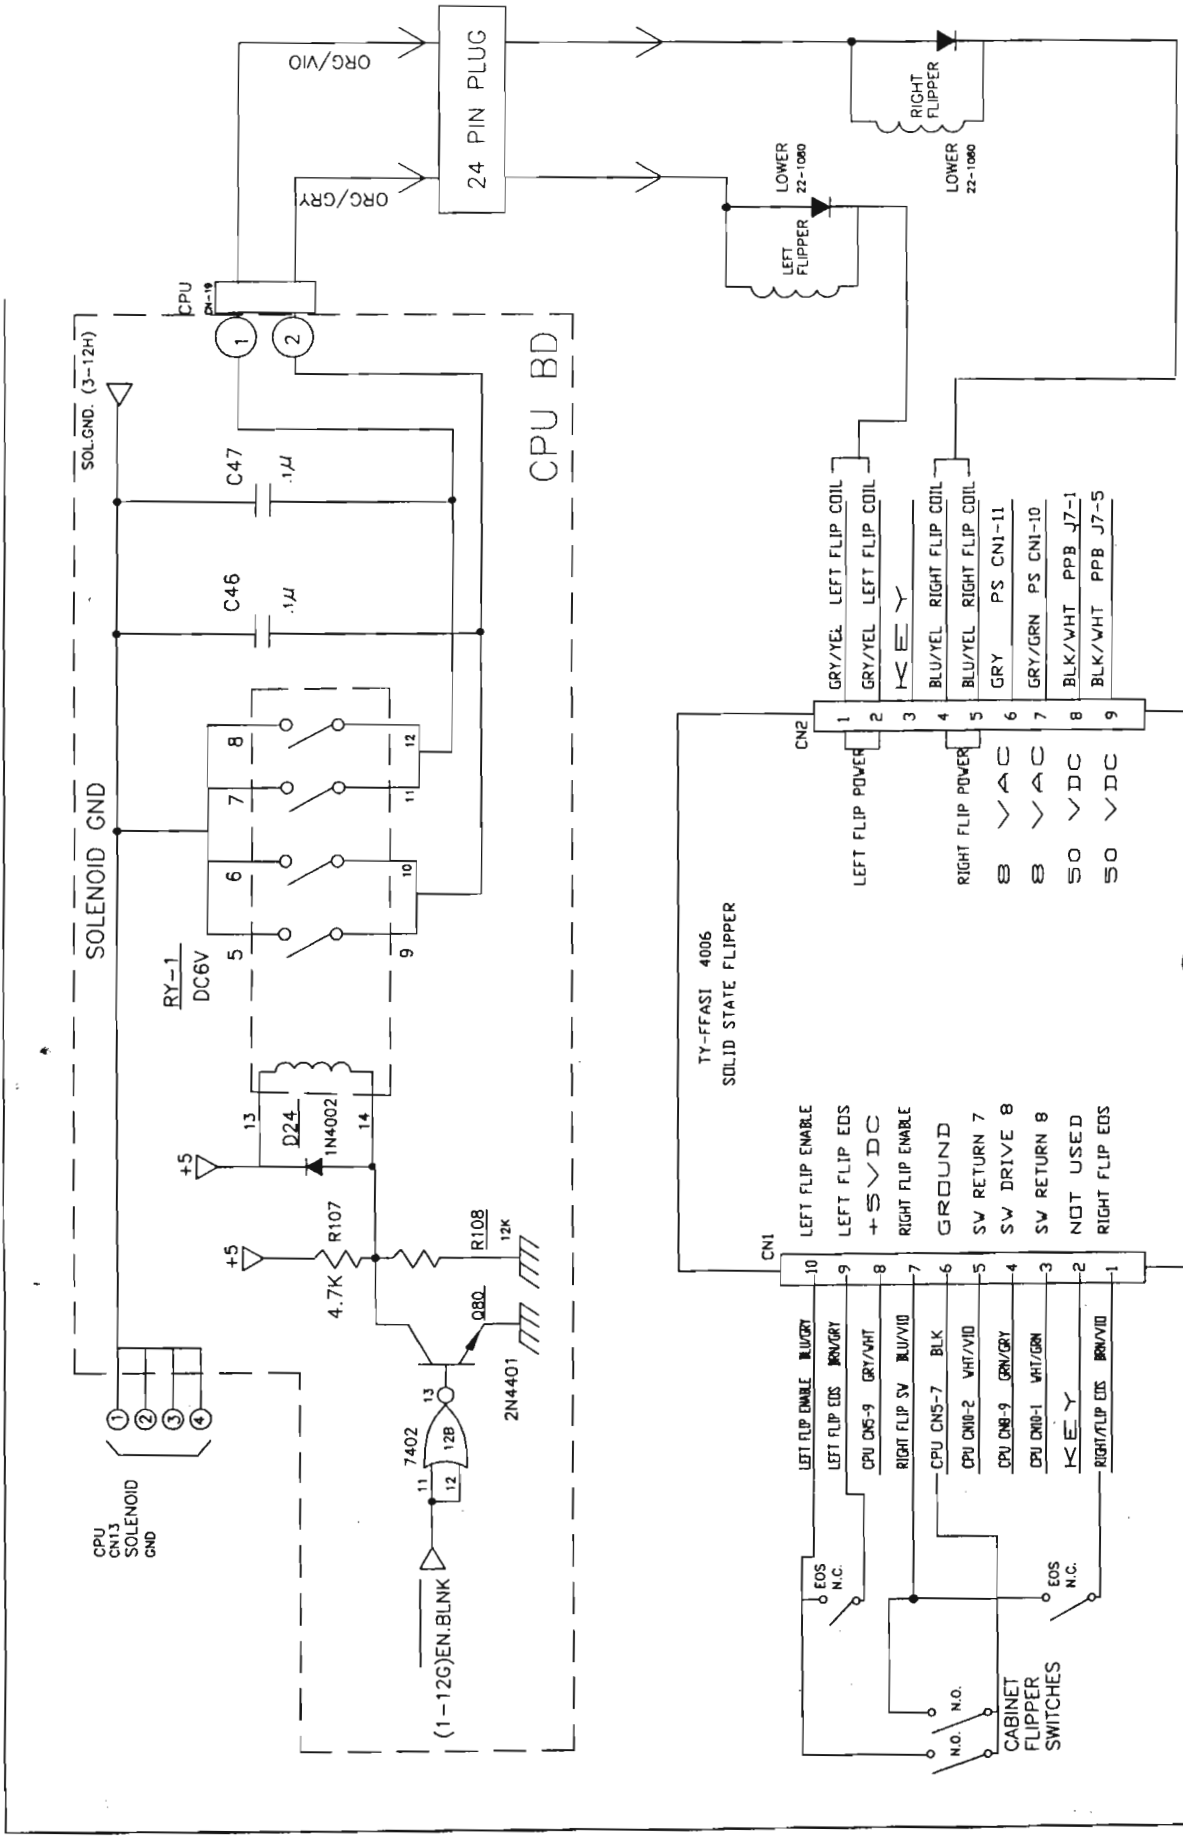 SOLENOID GND
SOL.GND. (3-12H)
CPU
CN13
SOLENOID
GND
1
2
3
4
+5
+5
4.7K
R107
R108
12K
D24
1N4002
13
14
RY-1
DC6V
5
6
7
8
9
10
11
12
C46
.1µ
C47
.1µ
CPU
CN-19
1
2
ORG/VIO
ORG/GRY
24 PIN PLUG
CPU BD
(1-12G)EN.BLNK
7402
11
12
12B
13
Q80
2N4401
LEFT
FLIPPER
LOWER
22-1080
RIGHT
FLIPPER
LOWER
22-1080
TY-FFASI 4006
SOLID STATE FLIPPER
CN1
LEFT FLIP ENABLE BLU/GRY 10 LEFT FLIP ENABLE
LEFT FLIP EOS BRN/GRY 9 LEFT FLIP EOS
CPU CN5-9 GRY/WHT 8 +5VDC
RIGHT FLIP SW BLU/VIO 7 RIGHT FLIP ENABLE
CPU CN5-7 BLK 6 GROUND
CPU CN10-2 WHT/VIO 5 SW RETURN 7
CPU CN8-9 GRN/GRY 4 SW DRIVE 8
CPU CN10-1 WHT/GRN 3 SW RETURN 8
KEY 2 NOT USED
RIGHT/FLIP EOS BRN/VIO 1 RIGHT FLIP EOS
EOS
N.C.
EOS
N.C.
N.O.
N.O.
CABINET
FLIPPER
SWITCHES
CN2
LEFT FLIP POWER
1 GRY/YEL LEFT FLIP COIL
2 GRY/YEL LEFT FLIP COIL
3 KEY
RIGHT FLIP POWER
4 BLU/YEL RIGHT FLIP COIL
5 BLU/YEL RIGHT FLIP COIL
8 VAC 6 GRY PS CN1-11
8 VAC 7 GRY/GRN PS CN1-10
50 VDC 8 BLK/WHT PPB J7-1
50 VDC 9 BLK/WHT PPB J7-5